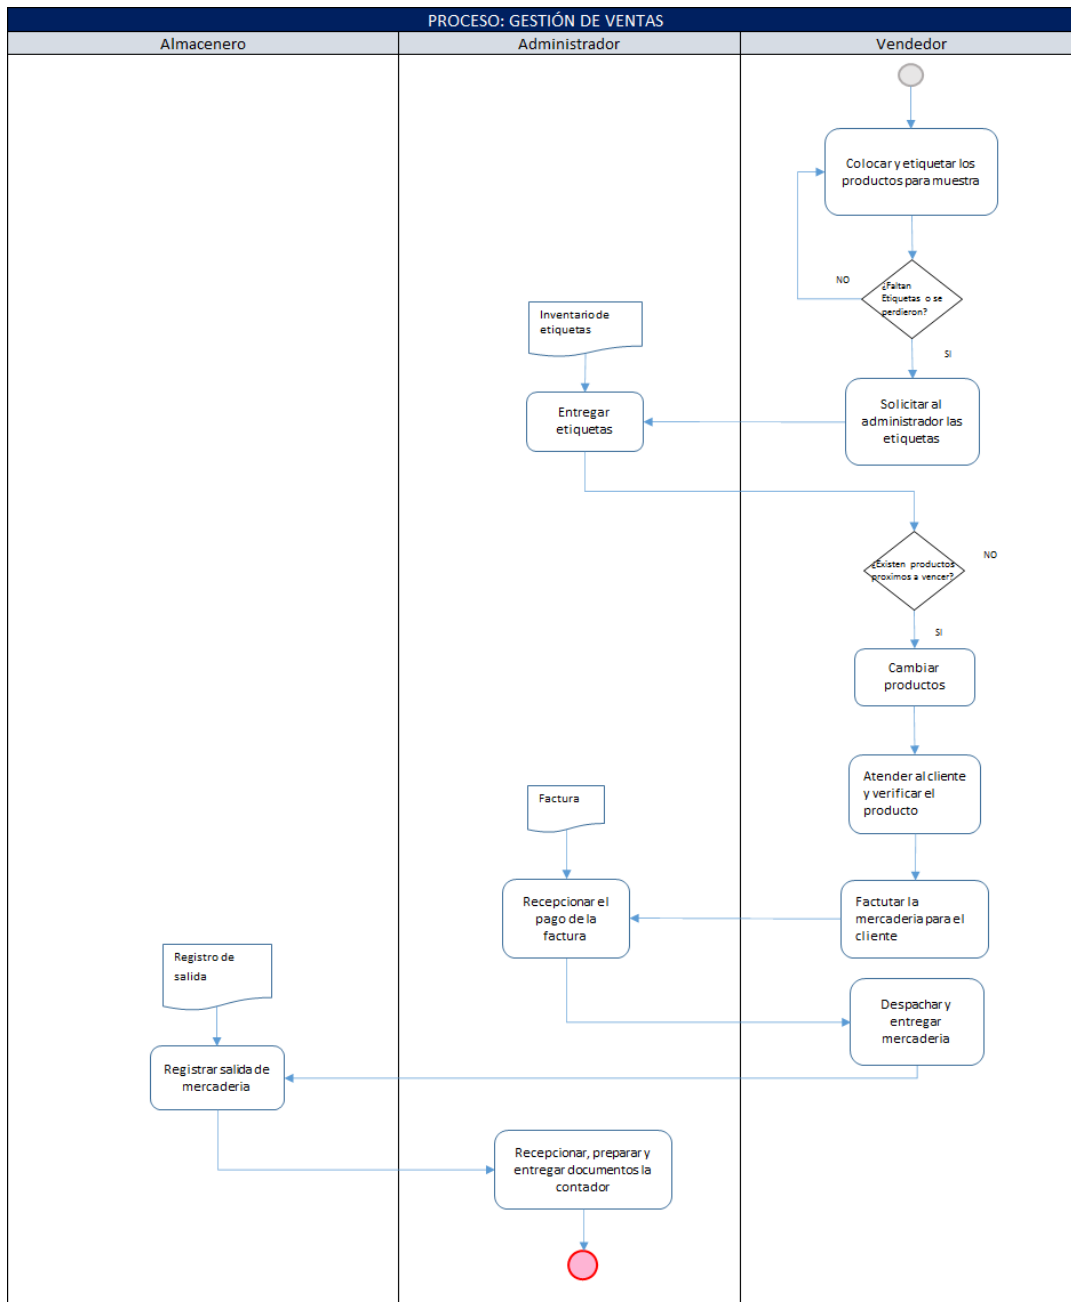 PROCESO: GESTIÓN DE VENTAS
Almacenero
Administrador
Vendedor
Colocar y etiquetar los
productos para muestra
NO
¿Faltan
Etiquetas o se
perdieron?
SI
Inventario de
etiquetas
Entregar
etiquetas
Solicitar al
administrador las
etiquetas
¿Existen productos
proximos a vencer?
NO
SI
Cambiar
productos
Atender al cliente
y verificar el
producto
Factura
Recepcionar el
pago de la
factura
Factutar la
mercaderia para el
cliente
Registro de
salida
Despachar y
entregar
mercaderia
Registrar salida de
mercaderia
Recepcionar, preparar y
entregar documentos la
contador